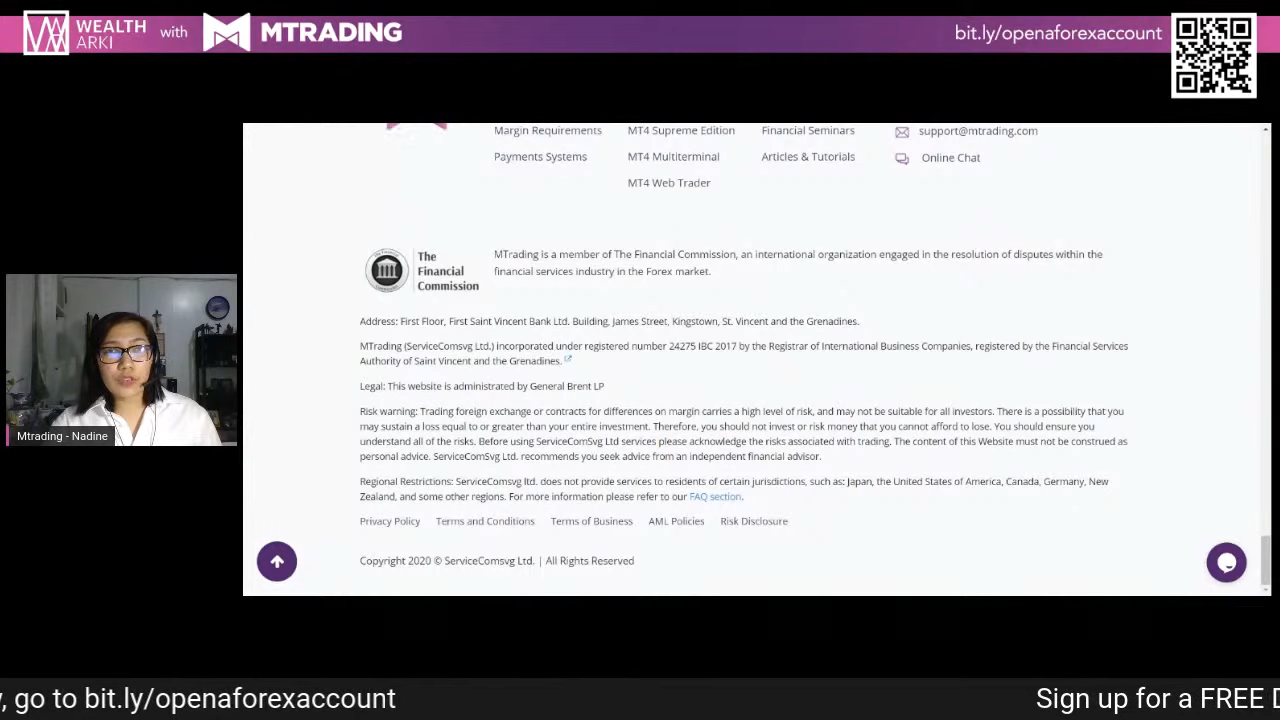 WEALTH
ARKI
with
MTRADING
bit.ly/openaforexaccount
Margin Requirements
MT4 Supreme Edition
Financial Seminars
support@mtrading.com
Payments Systems
MT4 Multiterminal
Articles & Tutorials
Online Chat
MT4 Web Trader
The
Financial
Commission
MTrading is a member of The Financial Commission, an international organization engaged in the resolution of disputes within the
financial services industry in the Forex market.
Address: First Floor, First Saint Vincent Bank Ltd. Building, James Street, Kingstown, St. Vincent and the Grenadines.
MTrading (ServiceComsvg Ltd.) incorporated under registered number 24275 IBC 2017 by the Registrar of International Business Companies, registered by the Financial Services
Authority of Saint Vincent and the Grenadines.
Legal: This website is administrated by General Brent LP
Risk warning: Trading foreign exchange or contracts for differences on margin carries a high level of risk, and may not be suitable for all investors. There is a possibility that you
may sustain a loss equal to or greater than your entire investment. Therefore, you should not invest or risk money that you cannot afford to lose. You should ensure you
understand all of the risks. Before using ServiceComSvg Ltd services please acknowledge the risks associated with trading. The content of this Website must not be construed as
personal advice. ServiceComSvg Ltd. recommends you seek advice from an independent financial advisor.
Regional Restrictions: ServiceComsvg ltd. does not provide services to residents of certain jurisdictions, such as: Japan, the United States of America, Canada, Germany, New
Zealand, and some other regions. For more information please refer to our FAQ section.
Privacy Policy
Terms and Conditions
Terms of Business
AML Policies
Risk Disclosure
Copyright 2020 © ServiceComsvg Ltd. | All Rights Reserved
Mtrading - Nadine
, go to bit.ly/openaforexaccount
Sign up for a FREE